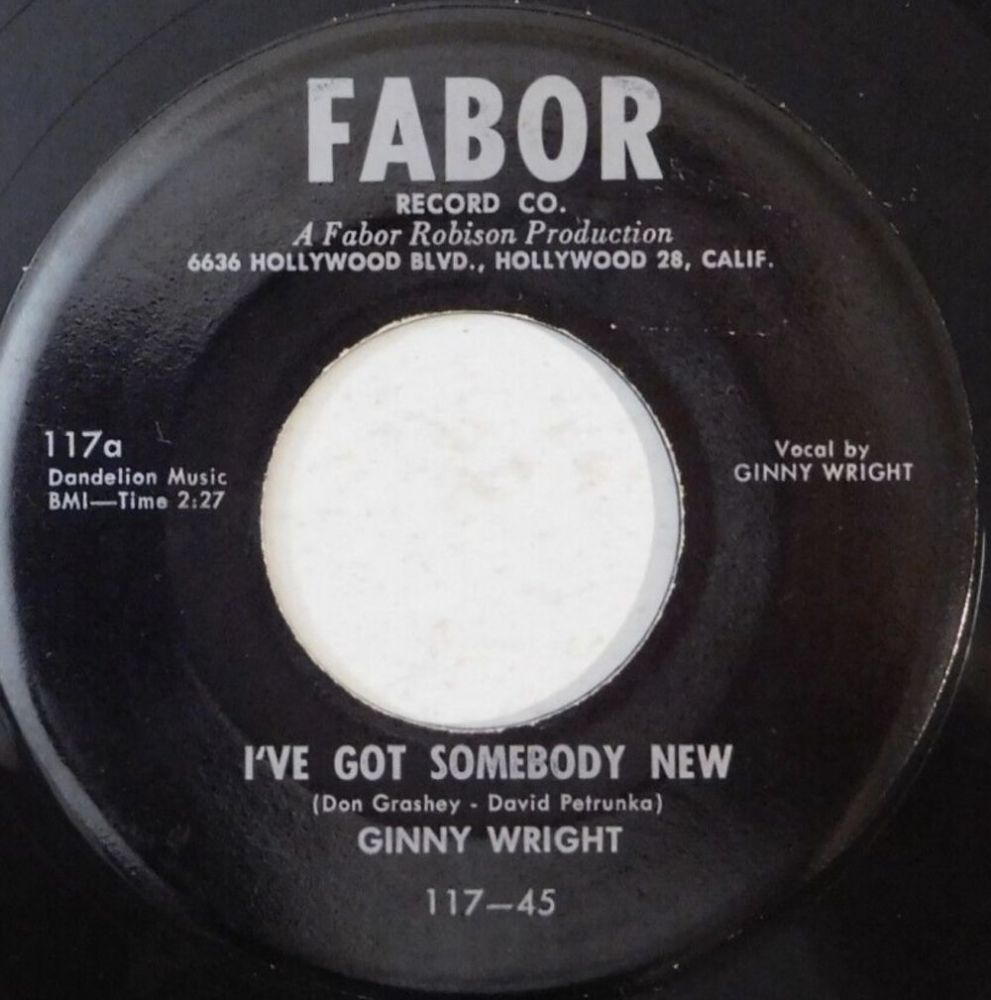 FABOR
RECORD CO.
A Fabor Robison Production
6636 HOLLYWOOD BLVD., HOLLYWOOD 28, CALIF.
117a
Dandelion Music
BMI—Time 2:27
Vocal by
GINNY WRIGHT
I'VE GOT SOMEBODY NEW
(Don Grashey - David Petrunka)
GINNY WRIGHT
117—45